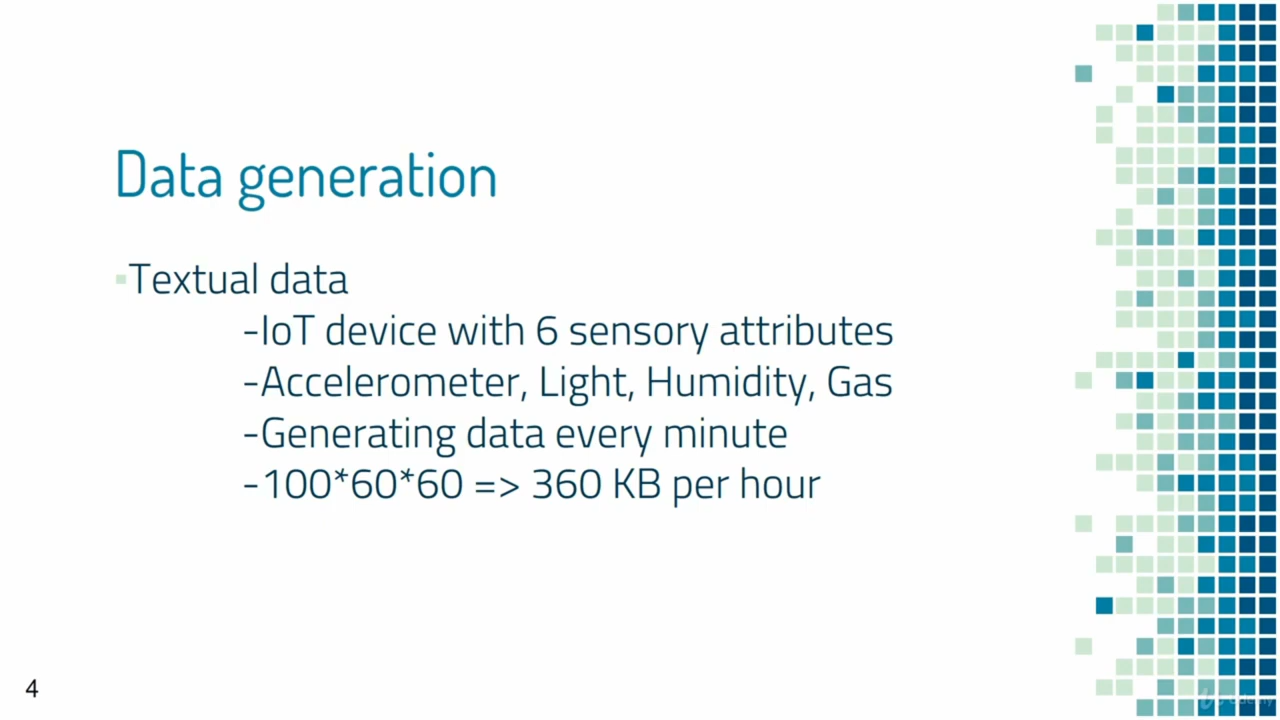 Data generation
▪Textual data
-IoT device with 6 sensory attributes
-Accelerometer, Light, Humidity, Gas
-Generating data every minute
-100*60*60 => 360 KB per hour
4
Udemy